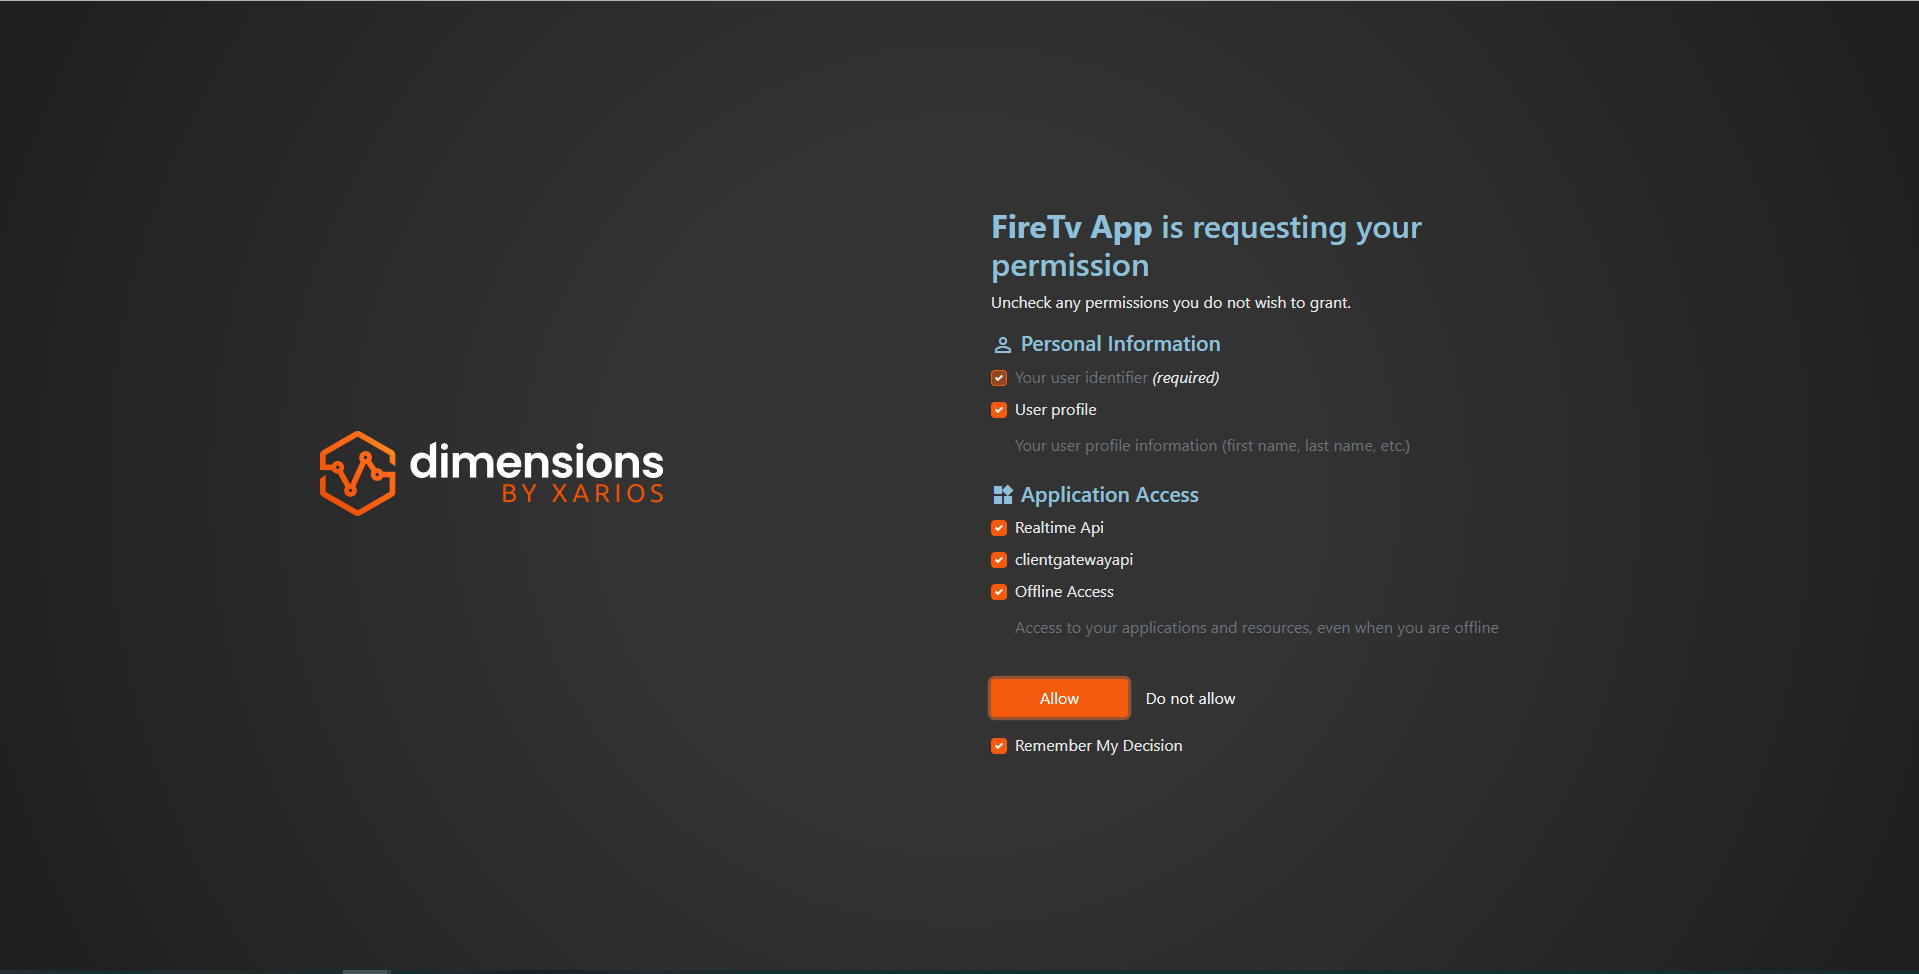 dimensions
BY XARIOS
FireTv App is requesting your
permission
Uncheck any permissions you do not wish to grant.
Personal Information
Your user identifier (required)
User profile
Your user profile information (first name, last name, etc.)
Application Access
Realtime Api
clientgatewayapi
Offline Access
Access to your applications and resources, even when you are offline
Allow
Do not allow
Remember My Decision